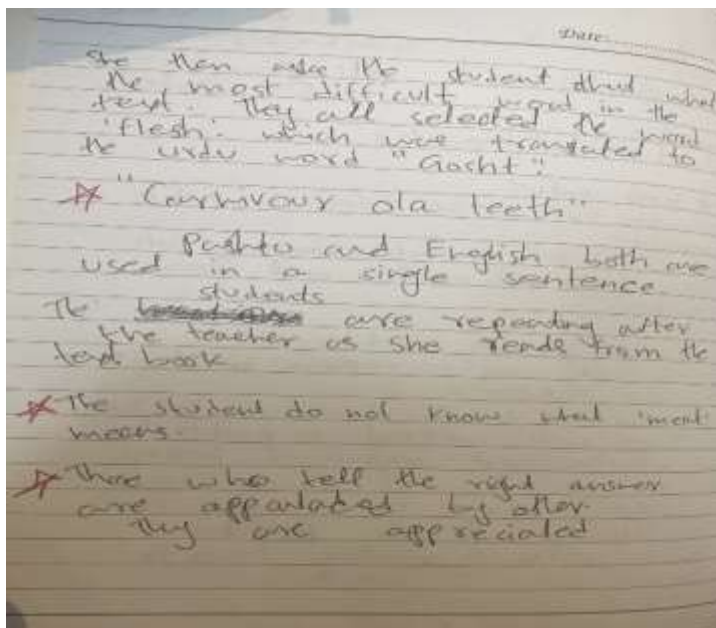 Date:
She then asks the student that what
the most difficult word in the
text. They all selected the word
'flesh'. which was translated to
the urdu word "Gosht".
"Carnivour ola teeth"
Pashto and English both are
used in a single sentence
students
The are repeating after
the teacher as she reads from the
text book
The student do not know what 'meat'
means.
Those who tell the right answer
are appauladed by other.
They are appreciated